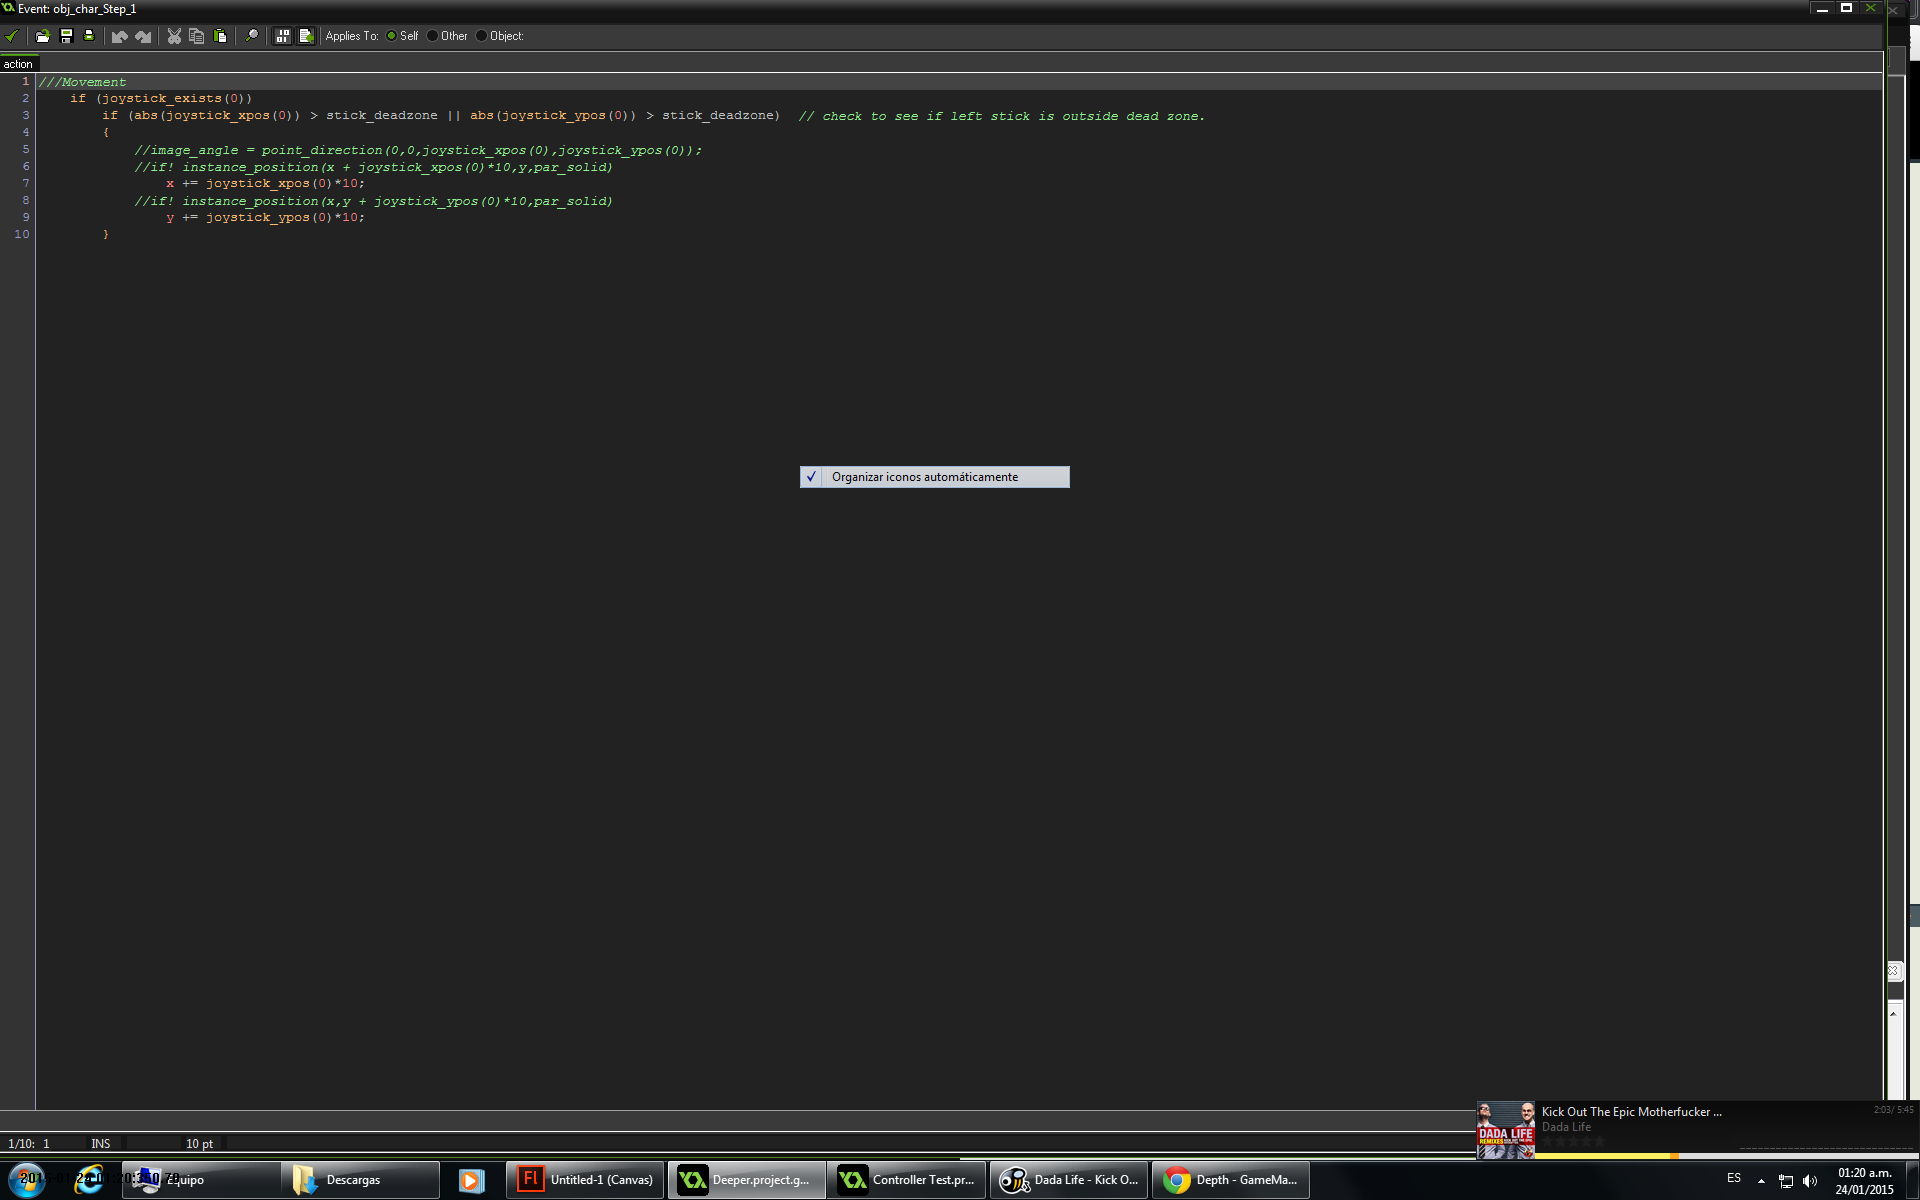 Event: obj_char_Step_1
Applies To: Self Other Object:
action
1 ///Movement
2 if (joystick_exists(0))
3 if (abs(joystick_xpos(0)) > stick_deadzone || abs(joystick_ypos(0)) > stick_deadzone) // check to see if left stick is outside dead zone.
4 {
5 //image_angle = point_direction(0,0,joystick_xpos(0),joystick_ypos(0));
6 //if! instance_position(x + joystick_xpos(0)*10,y,par_solid)
7 x += joystick_xpos(0)*10;
8 //if! instance_position(x,y + joystick_ypos(0)*10,par_solid)
9 y += joystick_ypos(0)*10;
10 }
Organizar iconos automáticamente
Kick Out The Epic Motherfucker ...
2:03/ 5:45
Dada Life
DADA LIFE
REMIXES
1/10: 1 INS 10 pt
Equipo
Descargas
Fl Untitled-1 (Canvas)
Deeper.project.g...
Controller Test.pr...
Dada Life - Kick O...
Depth - GameMa...
ES
01:20 a.m.
24/01/2015